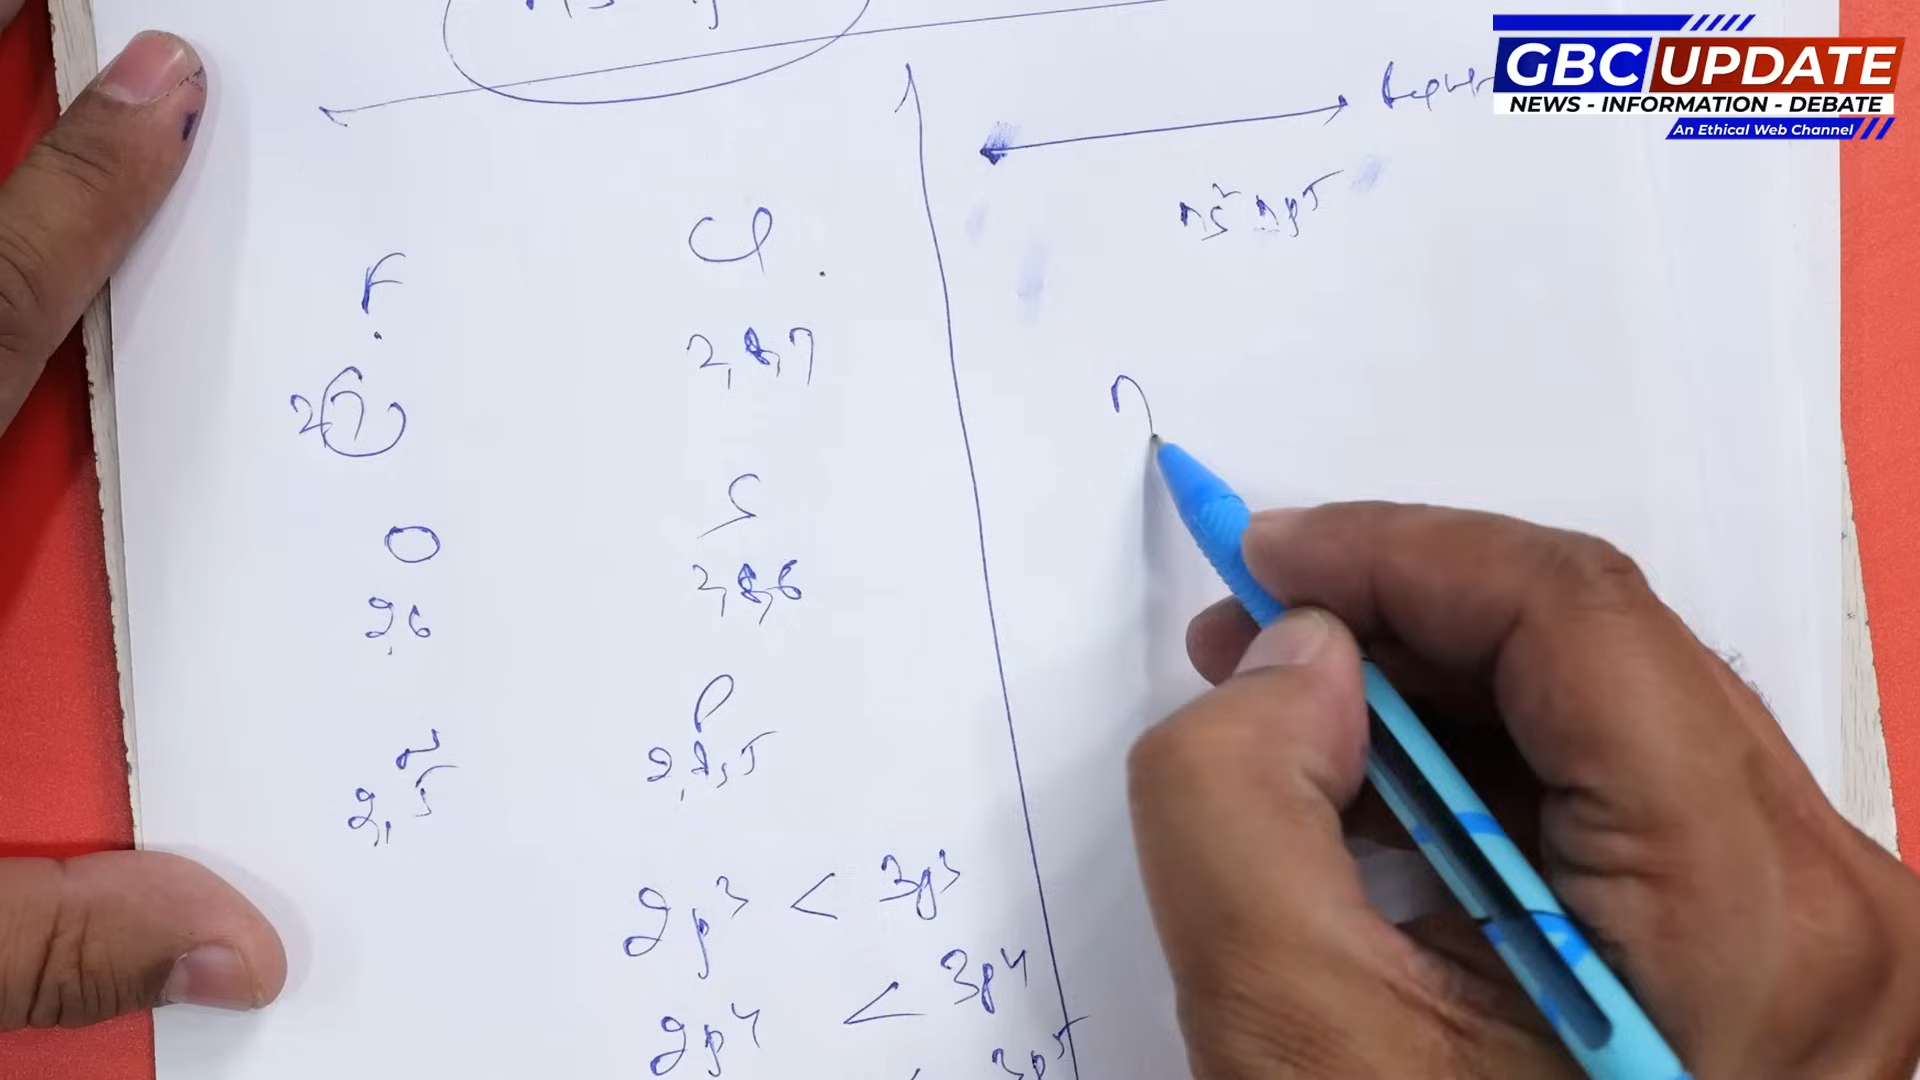 GBC UPDATE
NEWS - INFORMATION - DEBATE
An Ethical Web Channel
ns² np⁵
F
Cl
2, 7
2, 8, 7
O
S
2, 6
2, 8, 6
N
P
2, 5
2, 8, 5
2p³ < 3p³
2p⁴ < 3p⁴
3p⁵
n